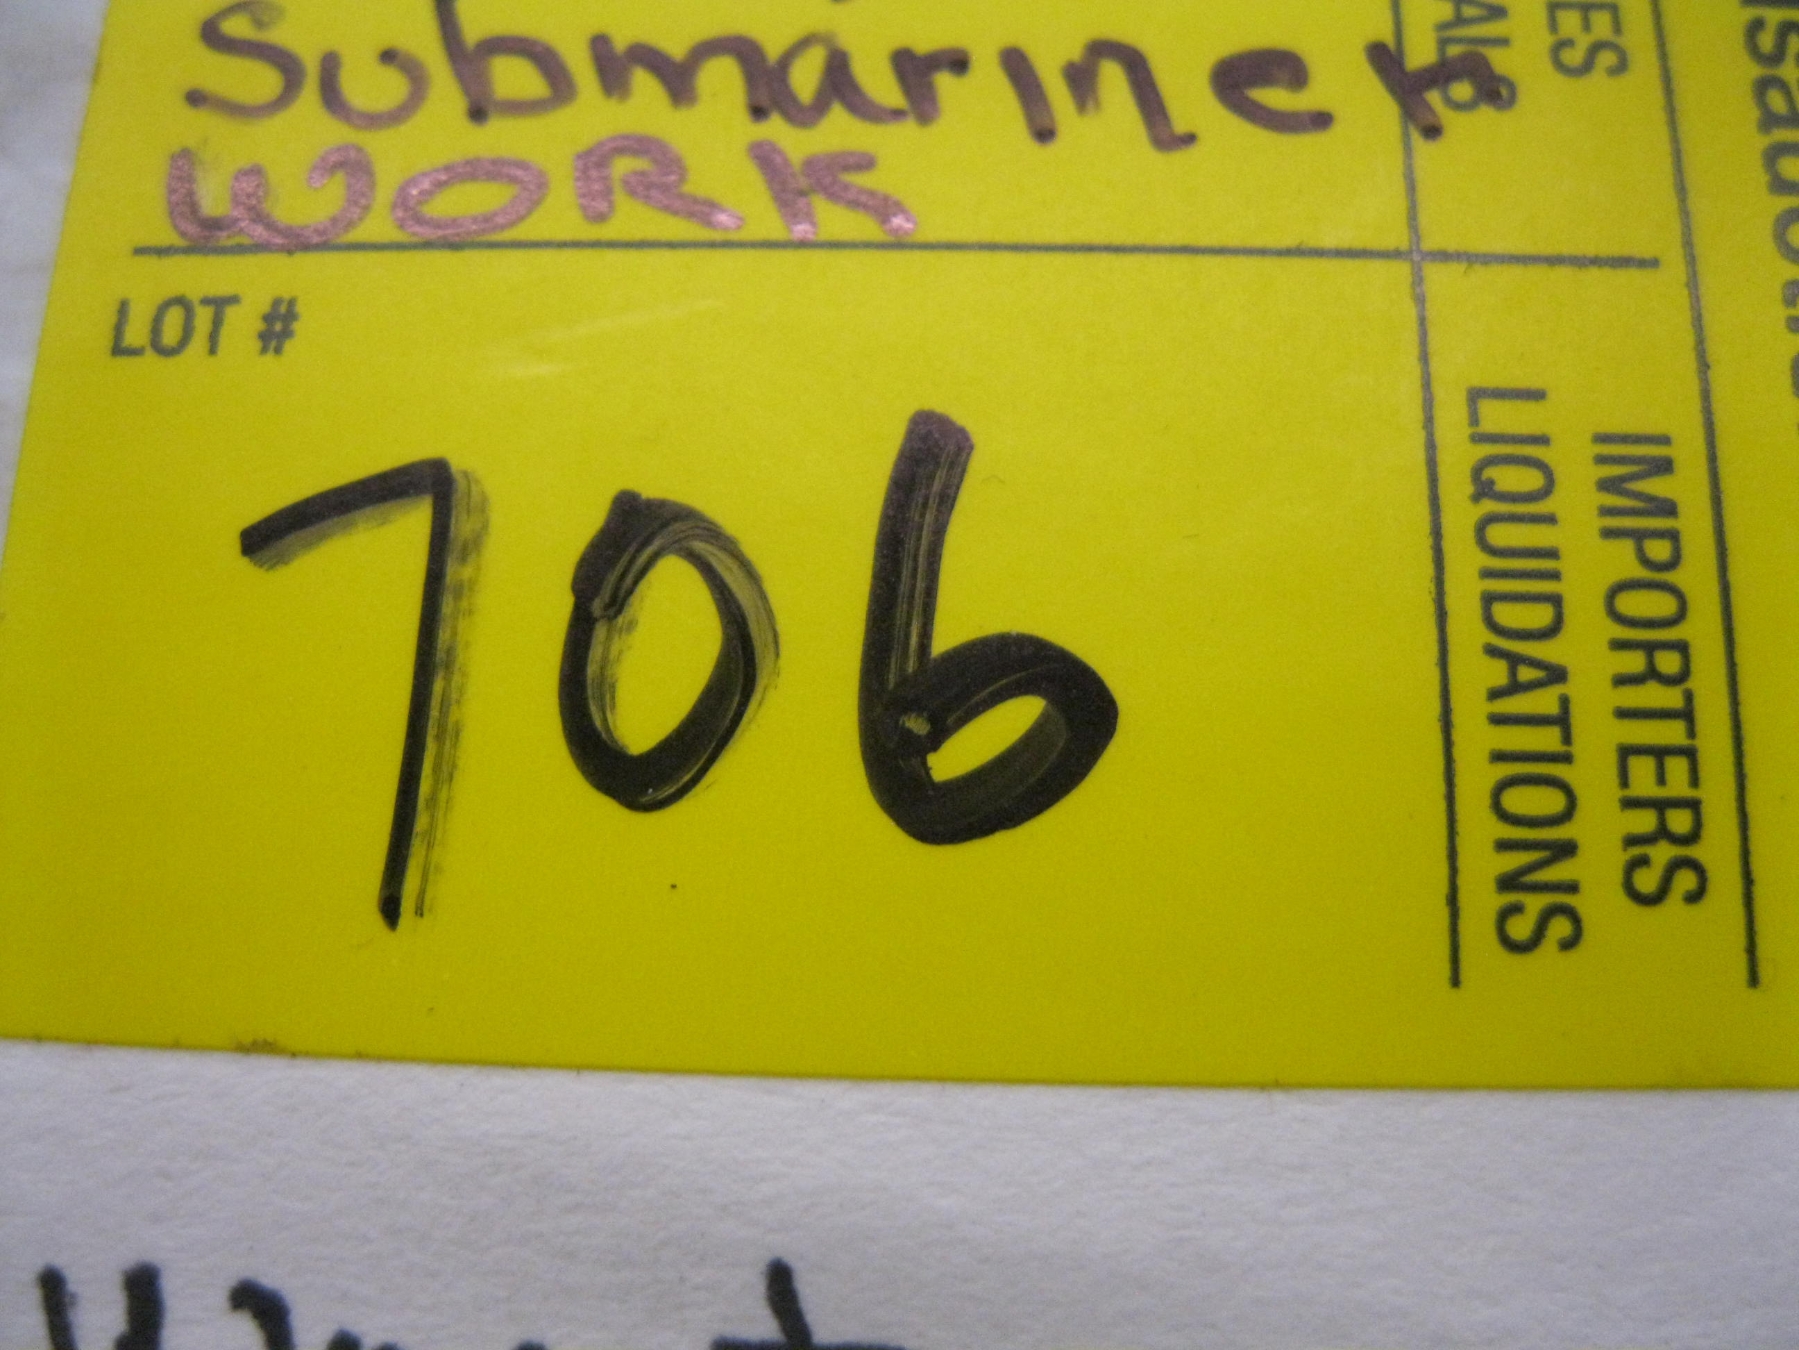 Submariner
WORK
LOT #
706
IMPORTERS
LIQUIDATIONS